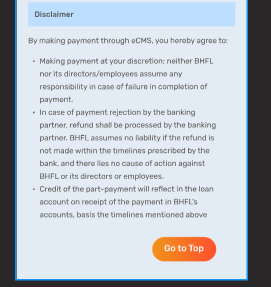 Disclaimer
By making payment through eCMS, you hereby agree to:
• Making payment at your discretion; neither BHFL
nor its directors/employees assume any
responsibility in case of failure in completion of
payment.
• In case of payment rejection by the banking
partner, refund shall be processed by the banking
partner. BHFL assumes no liability if the refund is
not made within the timelines prescribed by the
bank, and there lies no cause of action against
BHFL or its directors or employees.
• Credit of the part-payment will reflect in the loan
account on receipt of the payment in BHFL's
accounts, basis the timelines mentioned above
Go to Top